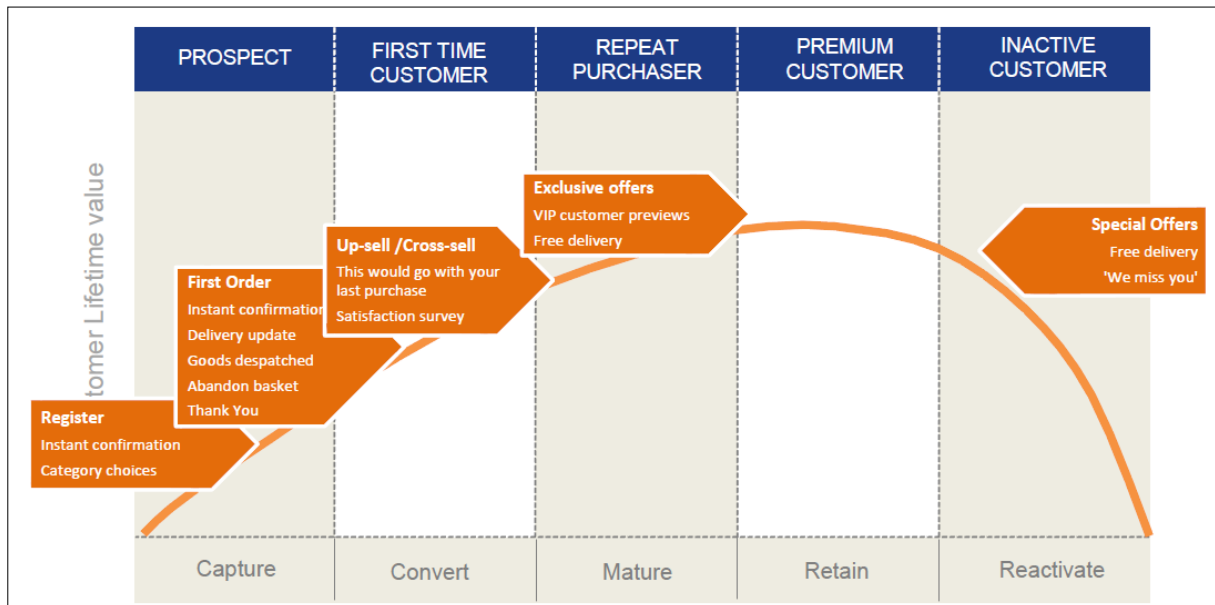 PROSPECT
FIRST TIME
CUSTOMER
REPEAT
PURCHASER
PREMIUM
CUSTOMER
INACTIVE
CUSTOMER
tomer Lifetime value
Register
Instant confirmation
Category choices
First Order
Instant confirmation
Delivery update
Goods despatched
Abandon basket
Thank You
Up-sell /Cross-sell
This would go with your
last purchase
Satisfaction survey
Exclusive offers
VIP customer previews
Free delivery
Special Offers
Free delivery
'We miss you'
Capture
Convert
Mature
Retain
Reactivate